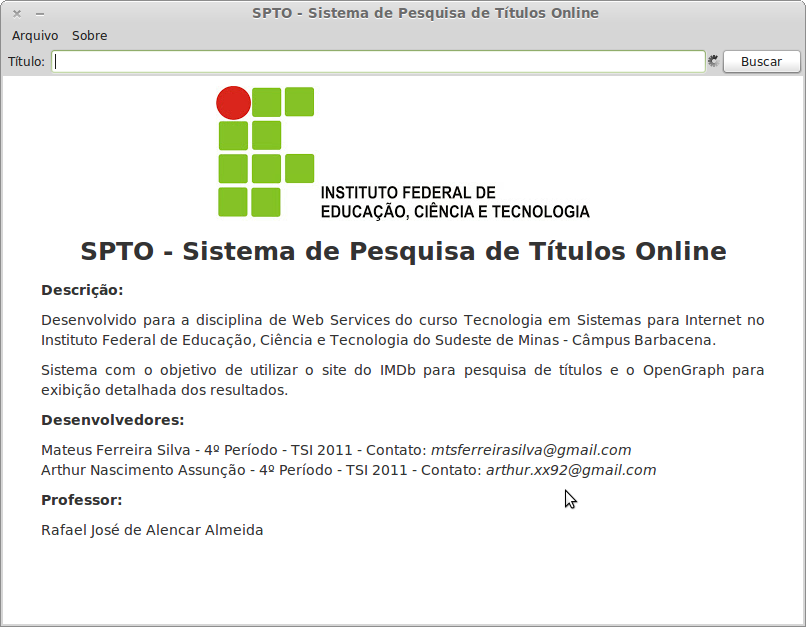 SPTO - Sistema de Pesquisa de Títulos Online
Arquivo Sobre
Título: Buscar
INSTITUTO FEDERAL DE
EDUCAÇÃO, CIÊNCIA E TECNOLOGIA
SPTO - Sistema de Pesquisa de Títulos Online
Descrição:
Desenvolvido para a disciplina de Web Services do curso Tecnologia em Sistemas para Internet no
Instituto Federal de Educação, Ciência e Tecnologia do Sudeste de Minas - Câmpus Barbacena.
Sistema com o objetivo de utilizar o site do IMDb para pesquisa de títulos e o OpenGraph para
exibição detalhada dos resultados.
Desenvolvedores:
Mateus Ferreira Silva - 4º Período - TSI 2011 - Contato: mtsferreirasilva@gmail.com
Arthur Nascimento Assunção - 4º Período - TSI 2011 - Contato: arthur.xx92@gmail.com
Professor:
Rafael José de Alencar Almeida